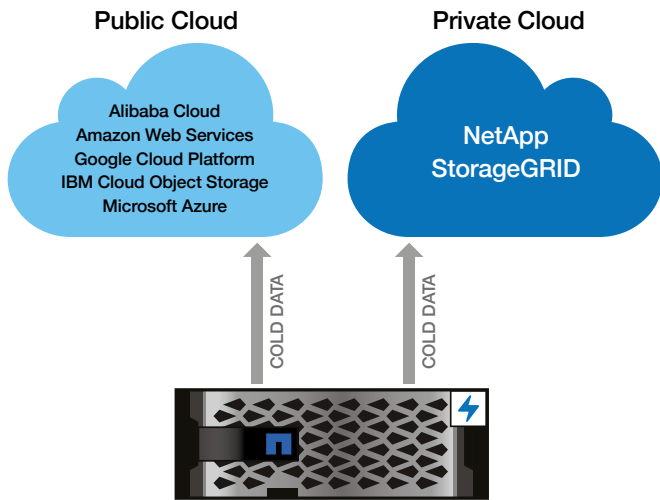 Public Cloud
Alibaba Cloud
Amazon Web Services
Google Cloud Platform
IBM Cloud Object Storage
Microsoft Azure
Private Cloud
NetApp
StorageGRID
COLD DATA
COLD DATA